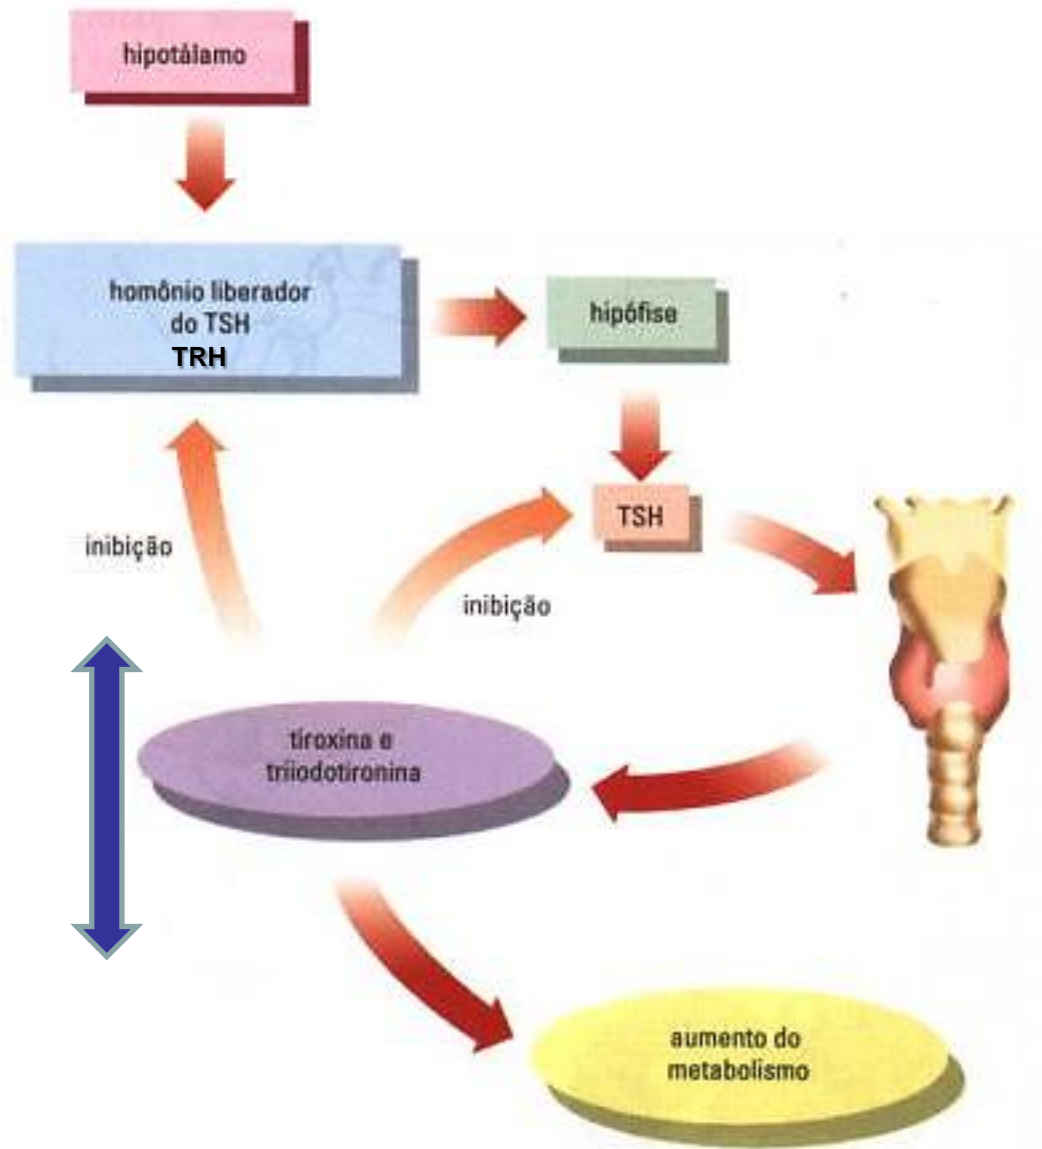 hipotálamo
homônio liberador
do TSH
TRH
hipófise
TSH
inibição
inibição
tiroxina e
triiodotironina
aumento do
metabolismo